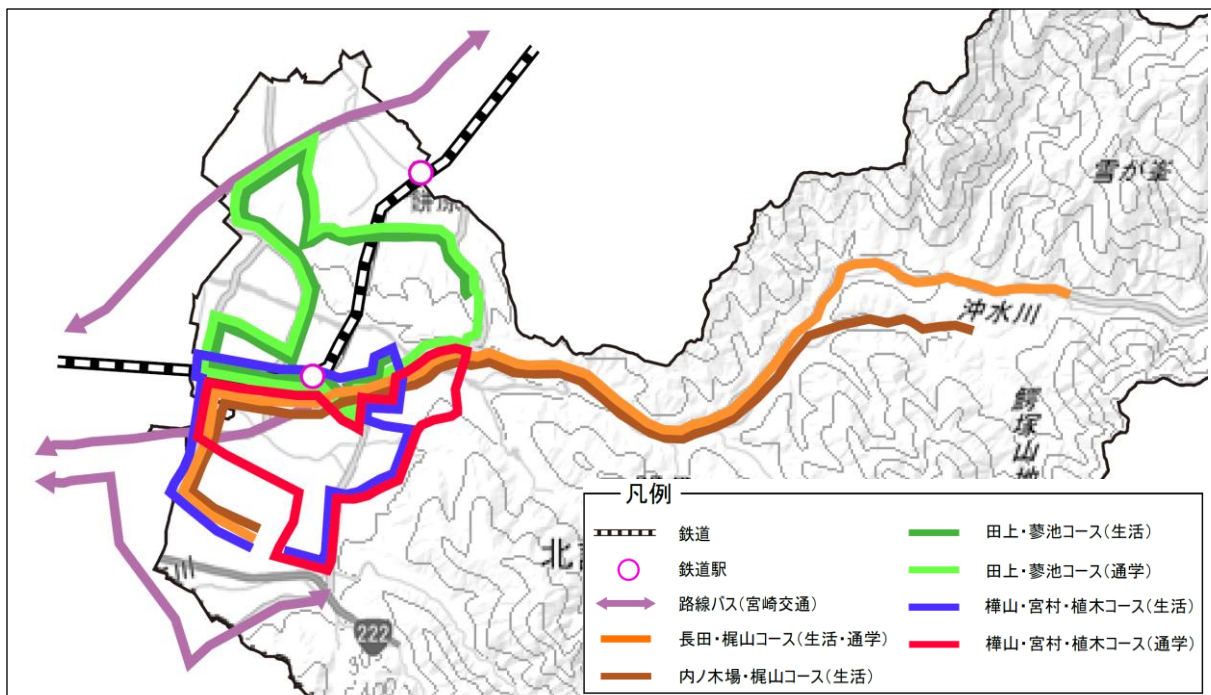 雪が峯
沖水川
鰐塚山地
北
222
凡例
鉄道
鉄道駅
路線バス(宮崎交通)
長田・梶山コース(生活・通学)
内ノ木場・梶山コース(生活)
田上・蓼池コース(生活)
田上・蓼池コース(通学)
樺山・宮村・植木コース(生活)
樺山・宮村・植木コース(通学)